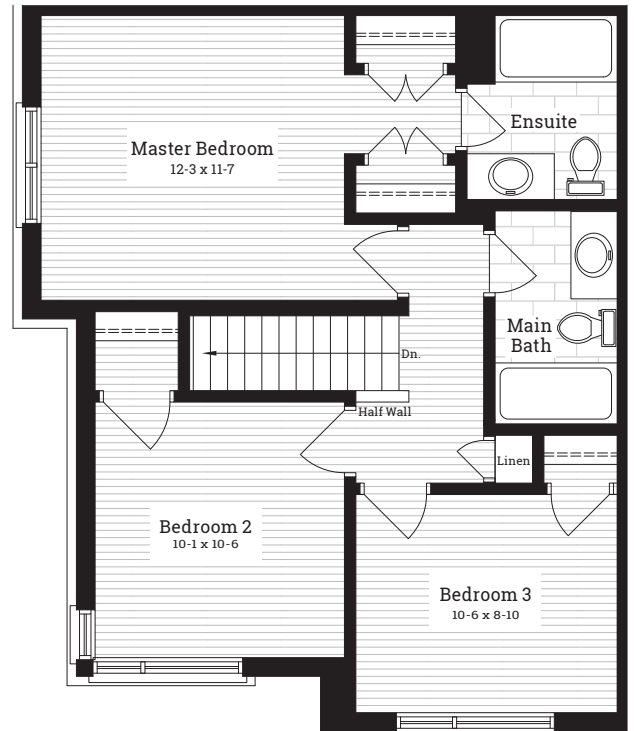 Master Bedroom
12-3 x 11-7
Ensuite
Main
Bath
Dn.
Half Wall
Linen
Bedroom 2
10-1 x 10-6
Bedroom 3
10-6 x 8-10